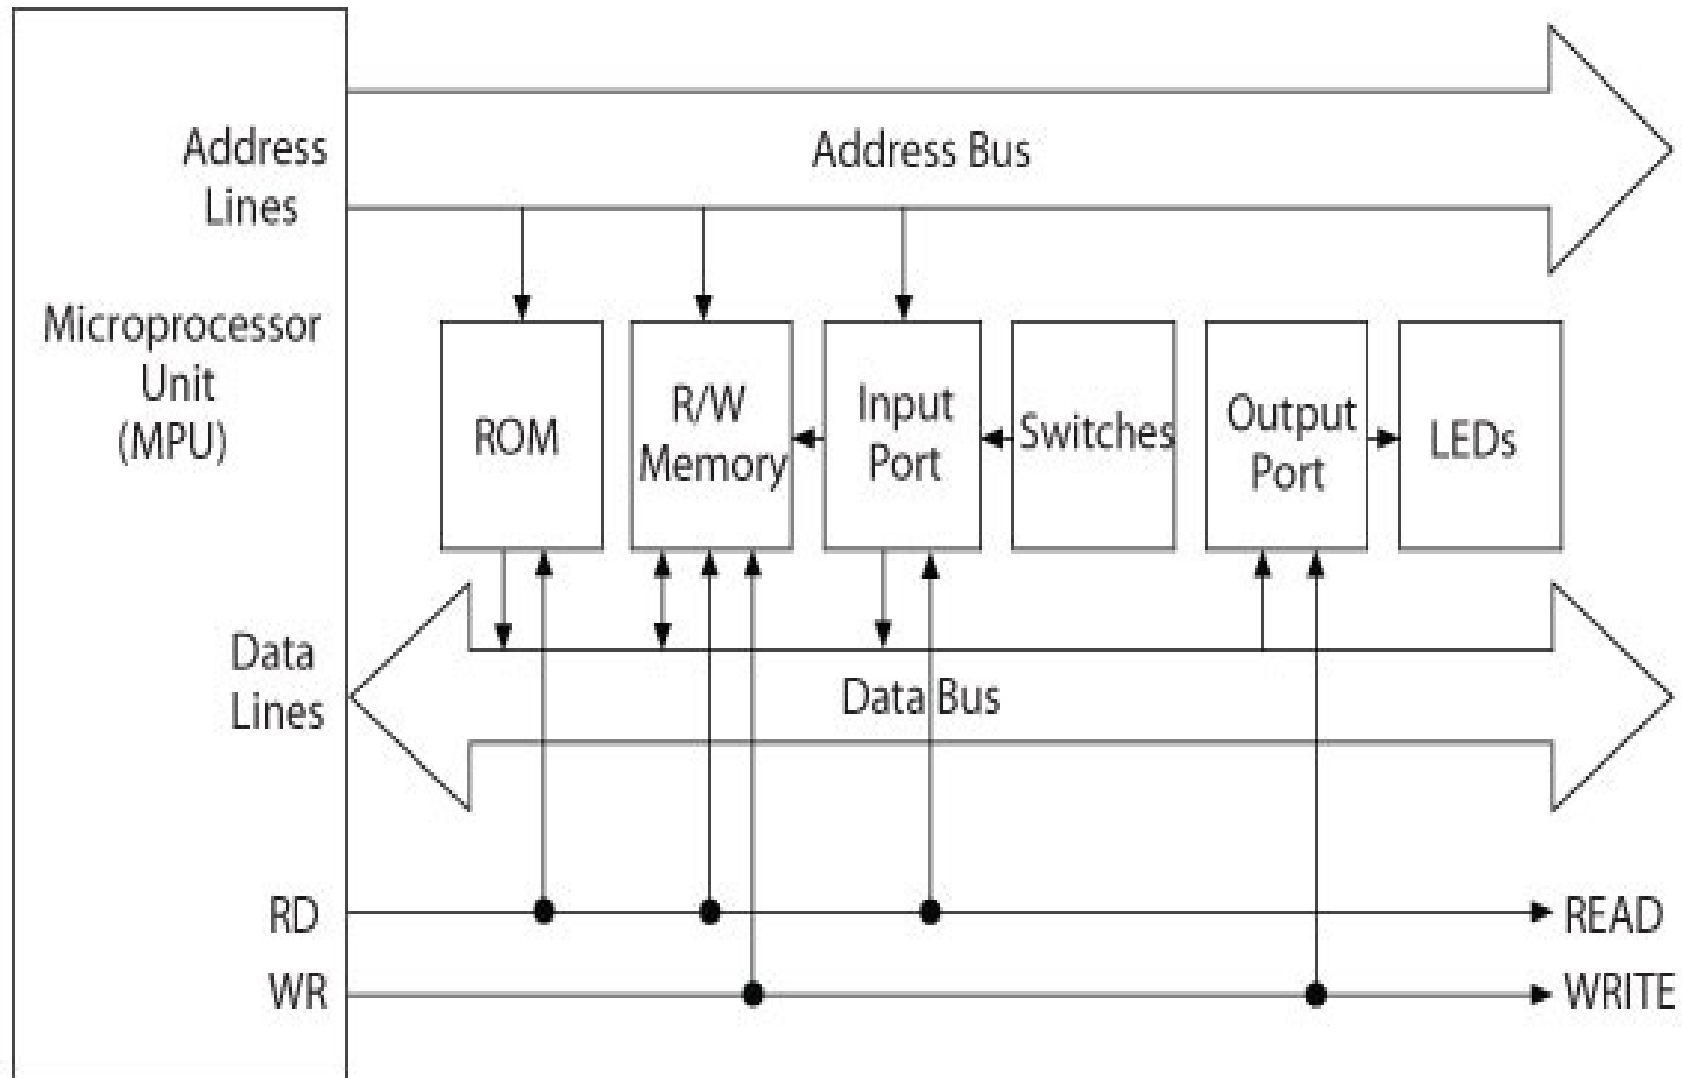 Address
Lines
Address Bus
Microprocessor
Unit
(MPU)
ROM
R/W
Memory
Input
Port
Switches
Output
Port
LEDs
Data
Lines
Data Bus
RD
READ
WR
WRITE